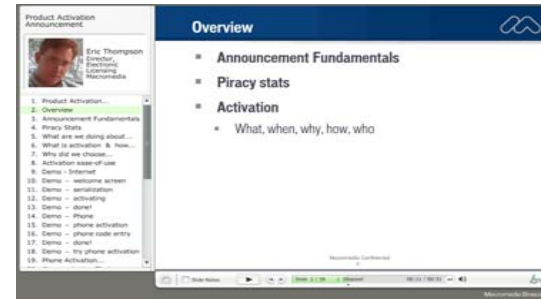 Product Activation
Announcement
Eric Thompson
Director,
Electronic
Licensing
Macromedia
1. Product Activation...
2. Overview
3. Announcement Fundamentals
4. Piracy Stats
5. What are we doing about...
6. What is activation & how...
7. Why did we choose...
8. Activation ease-of-use
9. Demo - Internet
10. Demo - welcome screen
11. Demo - serialization
12. Demo - activating
13. Demo - done!
14. Demo - Phone
15. Demo - phone activation
16. Demo - phone code entry
17. Demo - done!
18. Demo - try phone activation
19. Phone Activation...
Overview
Announcement Fundamentals
Piracy stats
Activation
What, when, why, how, who
Macromedia Confidential
2
Slide Notes